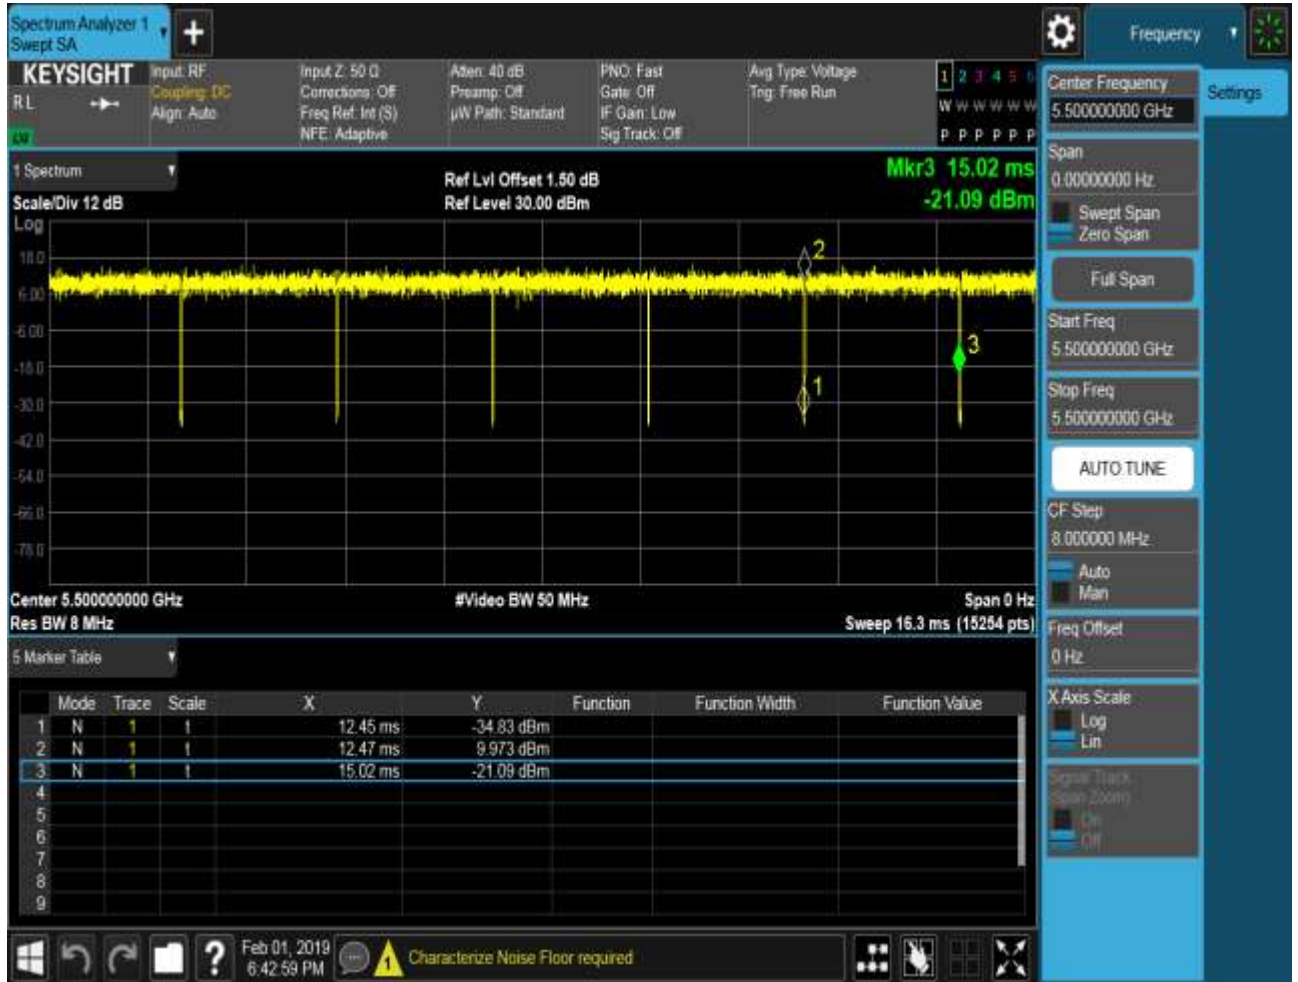 Spectrum Analyzer 1
Swept SA
+
Frequency
KEYSIGHT
RL
Input: RF
Coupling: DC
Align: Auto
Input Z: 50 Ω
Corrections: Off
Freq Ref: Int (S)
NFE: Adaptive
Atten: 40 dB
Preamp: Off
µW Path: Standard
PNO: Fast
Gate: Off
IF Gain: Low
Sig Track: Off
Avg Type: Voltage
Trig: Free Run
1 2 3 4 5 6
W W W W W W
P P P P P P
1 Spectrum
Scale/Div 12 dB
Ref Lvl Offset 1.50 dB
Ref Level 30.00 dBm
Mkr3 15.02 ms
-21.09 dBm
Log
18.0
6.00
-6.00
-18.0
-30.0
-42.0
-54.0
-66.0
-78.0
2
3
1
Center 5.500000000 GHz
#Video BW 50 MHz
Span 0 Hz
Res BW 8 MHz
Sweep 16.3 ms (15254 pts)
5 Marker Table
Mode Trace Scale X Y Function Function Width Function Value
1 N 1 t 12.45 ms -34.83 dBm
2 N 1 t 12.47 ms 9.973 dBm
3 N 1 t 15.02 ms -21.09 dBm
4
5
6
7
8
9
Center Frequency
5.500000000 GHz
Settings
Span
0.00000000 Hz
Swept Span
Zero Span
Full Span
Start Freq
5.500000000 GHz
Stop Freq
5.500000000 GHz
AUTO TUNE
CF Step
8.000000 MHz
Auto
Man
Freq Offset
0 Hz
X Axis Scale
Log
Lin
Signal Track
(Span Zoom)
On
Off
?
Feb 01, 2019
6:42:59 PM
1
Characterize Noise Floor required